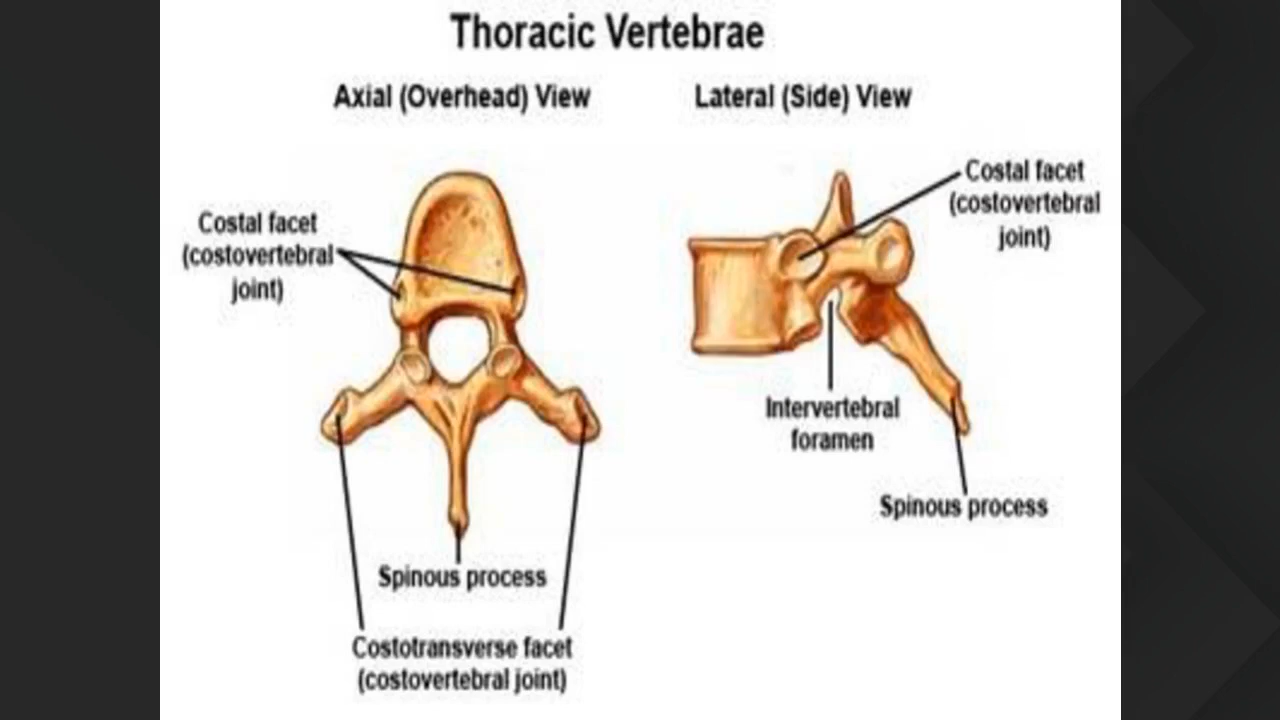 Thoracic Vertebrae
Axial (Overhead) View
Lateral (Side) View
Costal facet
(costovertebral
joint)
Costal facet
(costovertebral
joint)
Intervertebral
foramen
Spinous process
Spinous process
Costotransverse facet
(costovertebral joint)